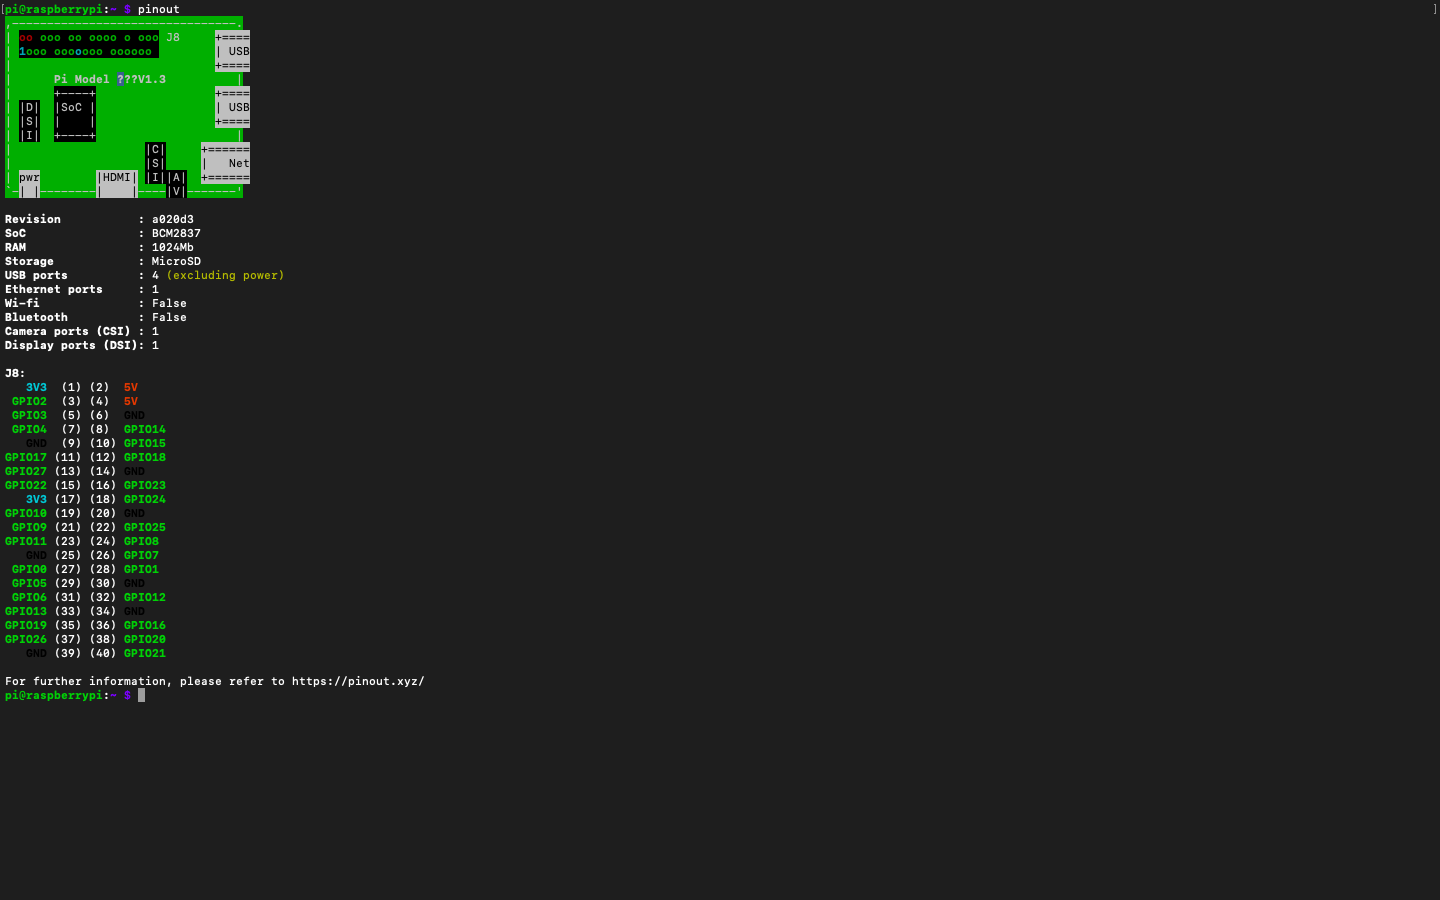 [pi@raspberrypi:~ $ pinout ]
,--------------------------------.
| oo ooo oo oooo o ooo J8     +====
| 1ooo ooooooo oooooo         | USB
|                             +====
|      Pi Model ???V1.3          |
|      +----+                 +====
| |D|  |SoC |                 | USB
| |S|  |    |                 +====
| |I|  +----+                    |
|                   |C|     +======
|                   |S|     |   Net
| pwr        |HDMI| |I||A|  +======
`-| |--------|    |----|V|-------'

Revision           : a020d3
SoC                : BCM2837
RAM                : 1024Mb
Storage            : MicroSD
USB ports          : 4 (excluding power)
Ethernet ports     : 1
Wi-fi              : False
Bluetooth          : False
Camera ports (CSI) : 1
Display ports (DSI): 1

J8:
   3V3  (1) (2)  5V
 GPIO2  (3) (4)  5V
 GPIO3  (5) (6)  GND
 GPIO4  (7) (8)  GPIO14
   GND  (9) (10) GPIO15
GPIO17 (11) (12) GPIO18
GPIO27 (13) (14) GND
GPIO22 (15) (16) GPIO23
   3V3 (17) (18) GPIO24
GPIO10 (19) (20) GND
 GPIO9 (21) (22) GPIO25
GPIO11 (23) (24) GPIO8
   GND (25) (26) GPIO7
 GPIO0 (27) (28) GPIO1
 GPIO5 (29) (30) GND
 GPIO6 (31) (32) GPIO12
GPIO13 (33) (34) GND
GPIO19 (35) (36) GPIO16
GPIO26 (37) (38) GPIO20
   GND (39) (40) GPIO21

For further information, please refer to https://pinout.xyz/
pi@raspberrypi:~ $